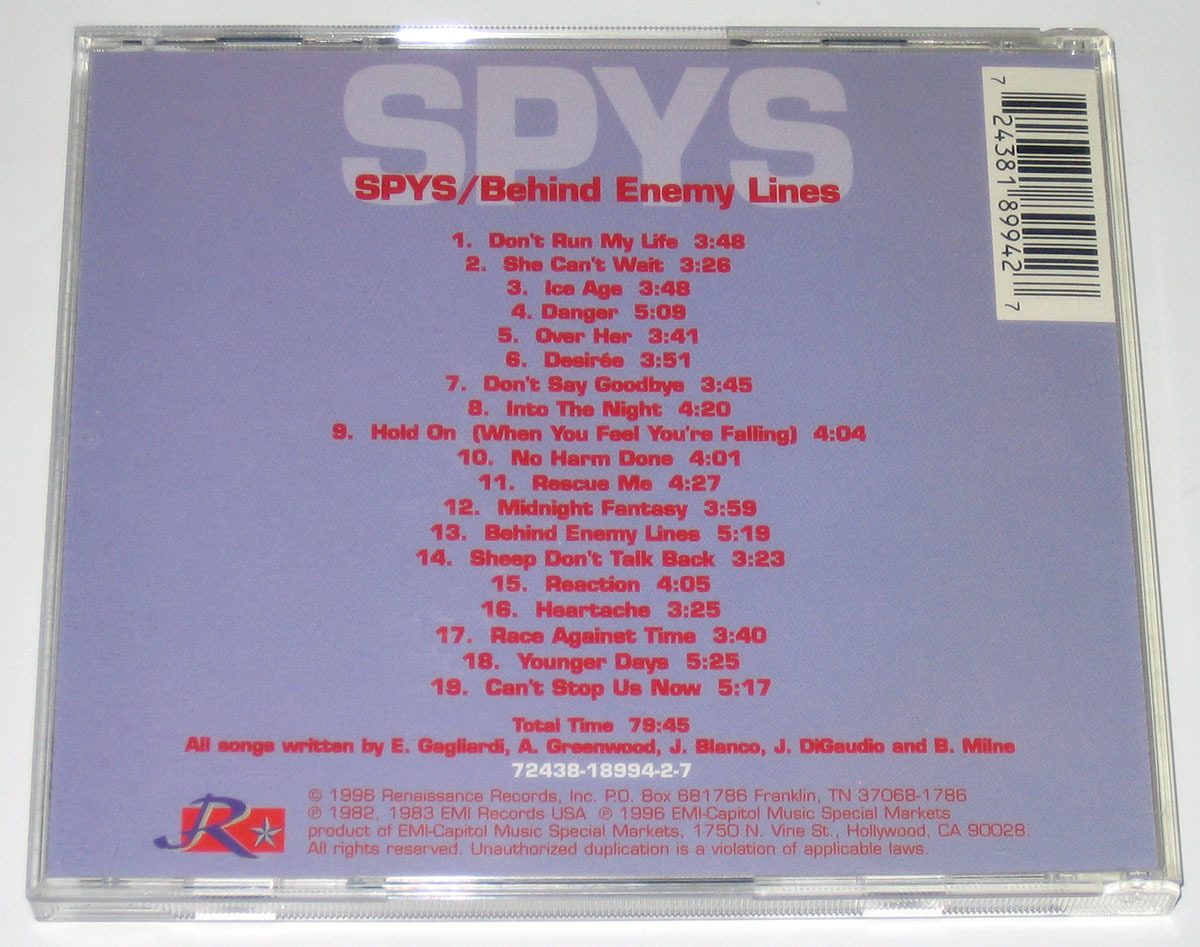 SPYS
SPYS/Behind Enemy Lines
1. Don't Run My Life 3:48
2. She Can't Wait 3:26
3. Ice Age 3:48
4. Danger 5:09
5. Over Her 3:41
6. Desirée 3:51
7. Don't Say Goodbye 3:45
8. Into The Night 4:20
9. Hold On (When You Feel You're Falling) 4:04
10. No Harm Done 4:01
11. Rescue Me 4:27
12. Midnight Fantasy 3:59
13. Behind Enemy Lines 5:19
14. Sheep Don't Talk Back 3:23
15. Reaction 4:05
16. Heartache 3:25
17. Race Against Time 3:40
18. Younger Days 5:25
19. Can't Stop Us Now 5:17
Total Time 78:45
All songs written by E. Gagliardi, A. Greenwood, J. Blanco, J. DiGaudio and B. Milne
72438-18994-2-7
© 1996 Renaissance Records, Inc. P.O. Box 681786 Franklin, TN 37068-1786
℗ 1982, 1983 EMI Records USA ℗ 1996 EMI-Capitol Music Special Markets
product of EMI-Capitol Music Special Markets, 1750 N. Vine St., Hollywood, CA 90028.
All rights reserved. Unauthorized duplication is a violation of applicable laws.
R
7 24381 89942 7